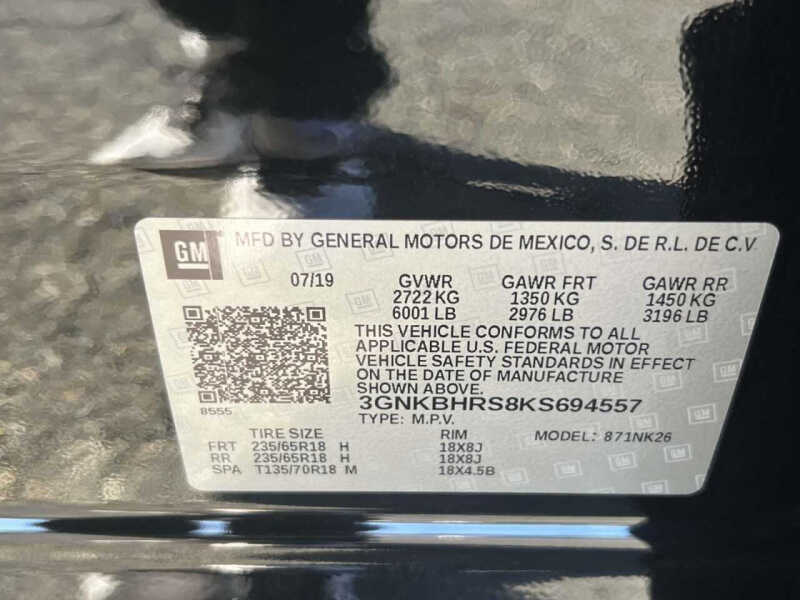 GM MFD BY GENERAL MOTORS DE MEXICO, S. DE R.L. DE C.V
07/19 GVWR GAWR FRT GAWR RR
2722 KG 1350 KG 1450 KG
6001 LB 2976 LB 3196 LB
THIS VEHICLE CONFORMS TO ALL
APPLICABLE U.S. FEDERAL MOTOR
VEHICLE SAFETY STANDARDS IN EFFECT
ON THE DATE OF MANUFACTURE
SHOWN ABOVE.
8555 3GNKBHRS8KS694557
TYPE: M.P.V.
TIRE SIZE RIM MODEL: 871NK26
FRT 235/65R18 H 18X8J
RR 235/65R18 H 18X8J
SPA T135/70R18 M 18X4.5B